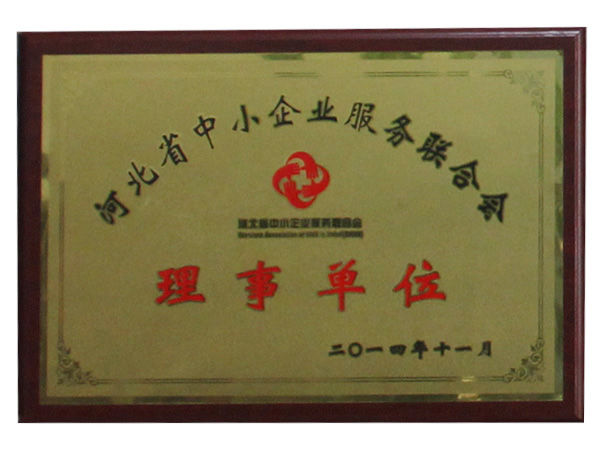 河北省中小企业服务联合会
河北省中小企业服务联合会
理事单位
二〇一四年十一月